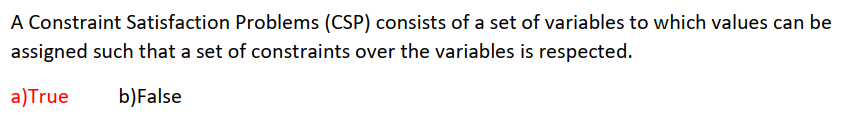 A Constraint Satisfaction Problems (CSP) consists of a set of variables to which values can be
assigned such that a set of constraints over the variables is respected.
a)True b)False